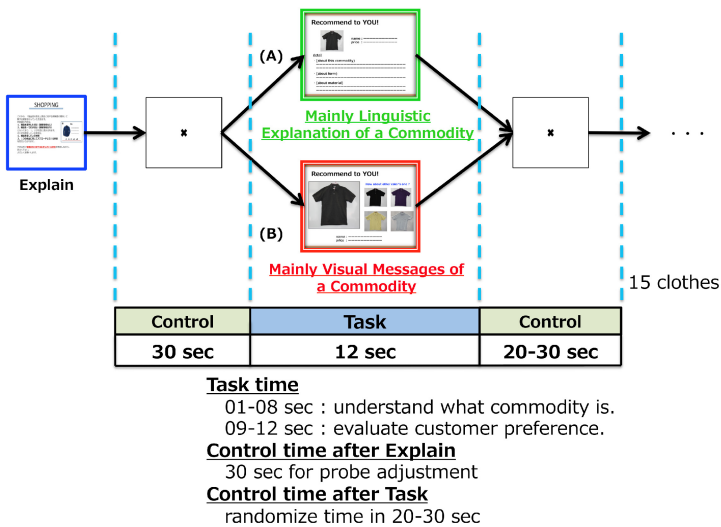 SHOPPING
Explain
(A)
Recommend to YOU!
name :
price :
[about this commodity]
[about form]
[about material]
Mainly Linguistic
Explanation of a Commodity
(B)
Recommend to YOU!
name :
price :
Mainly Visual Messages of
a Commodity
. . .
15 clothes
Control Task Control
30 sec 12 sec 20-30 sec
Task time
01-08 sec : understand what commodity is.
09-12 sec : evaluate customer preference.
Control time after Explain
30 sec for probe adjustment
Control time after Task
randomize time in 20-30 sec